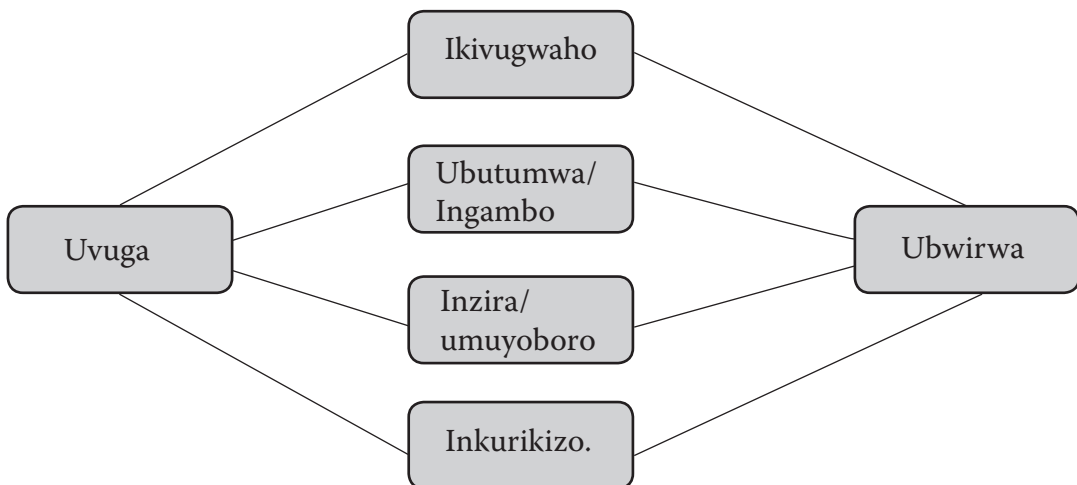 Ikivugwaho
Ubutumwa/
Ingambo
Uvuga
Ubwirwa
Inzira/
umuyoboro
Inkurikizo.